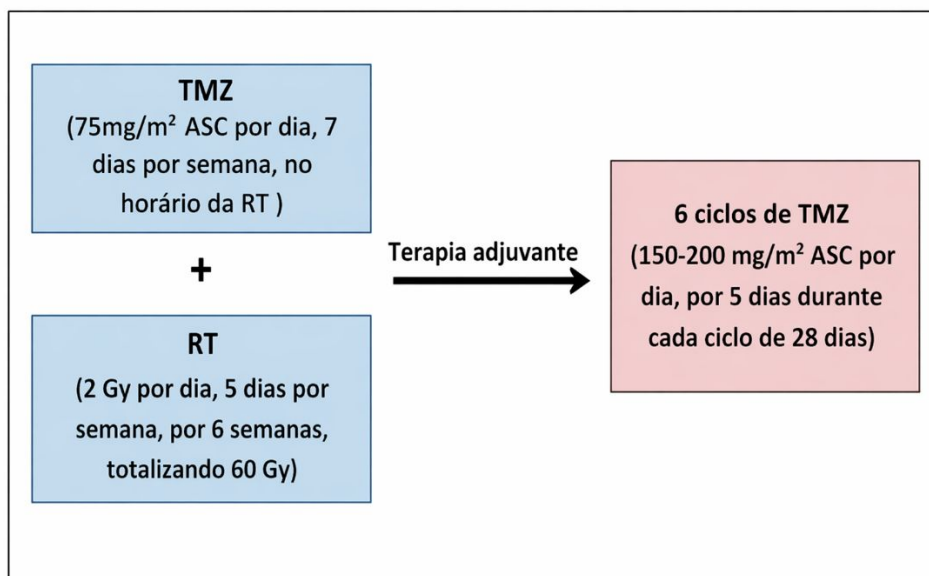 TMZ
(75mg/m² ASC por dia, 7
dias por semana, no
horário da RT )
+
RT
(2 Gy por dia, 5 dias por
semana, por 6 semanas,
totalizando 60 Gy)
Terapia adjuvante
6 ciclos de TMZ
(150-200 mg/m² ASC por
dia, por 5 dias durante
cada ciclo de 28 dias)